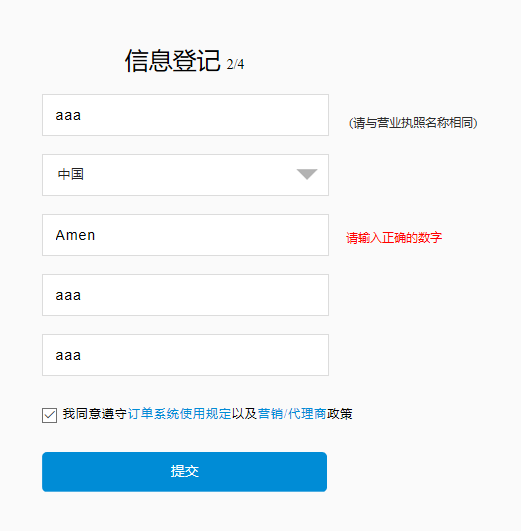 信息登记 2/4
aaa (请与营业执照名称相同)
中国
Amen 请输入正确的数字
aaa
aaa
我同意遵守订单系统使用规定以及营销/代理商政策
提交